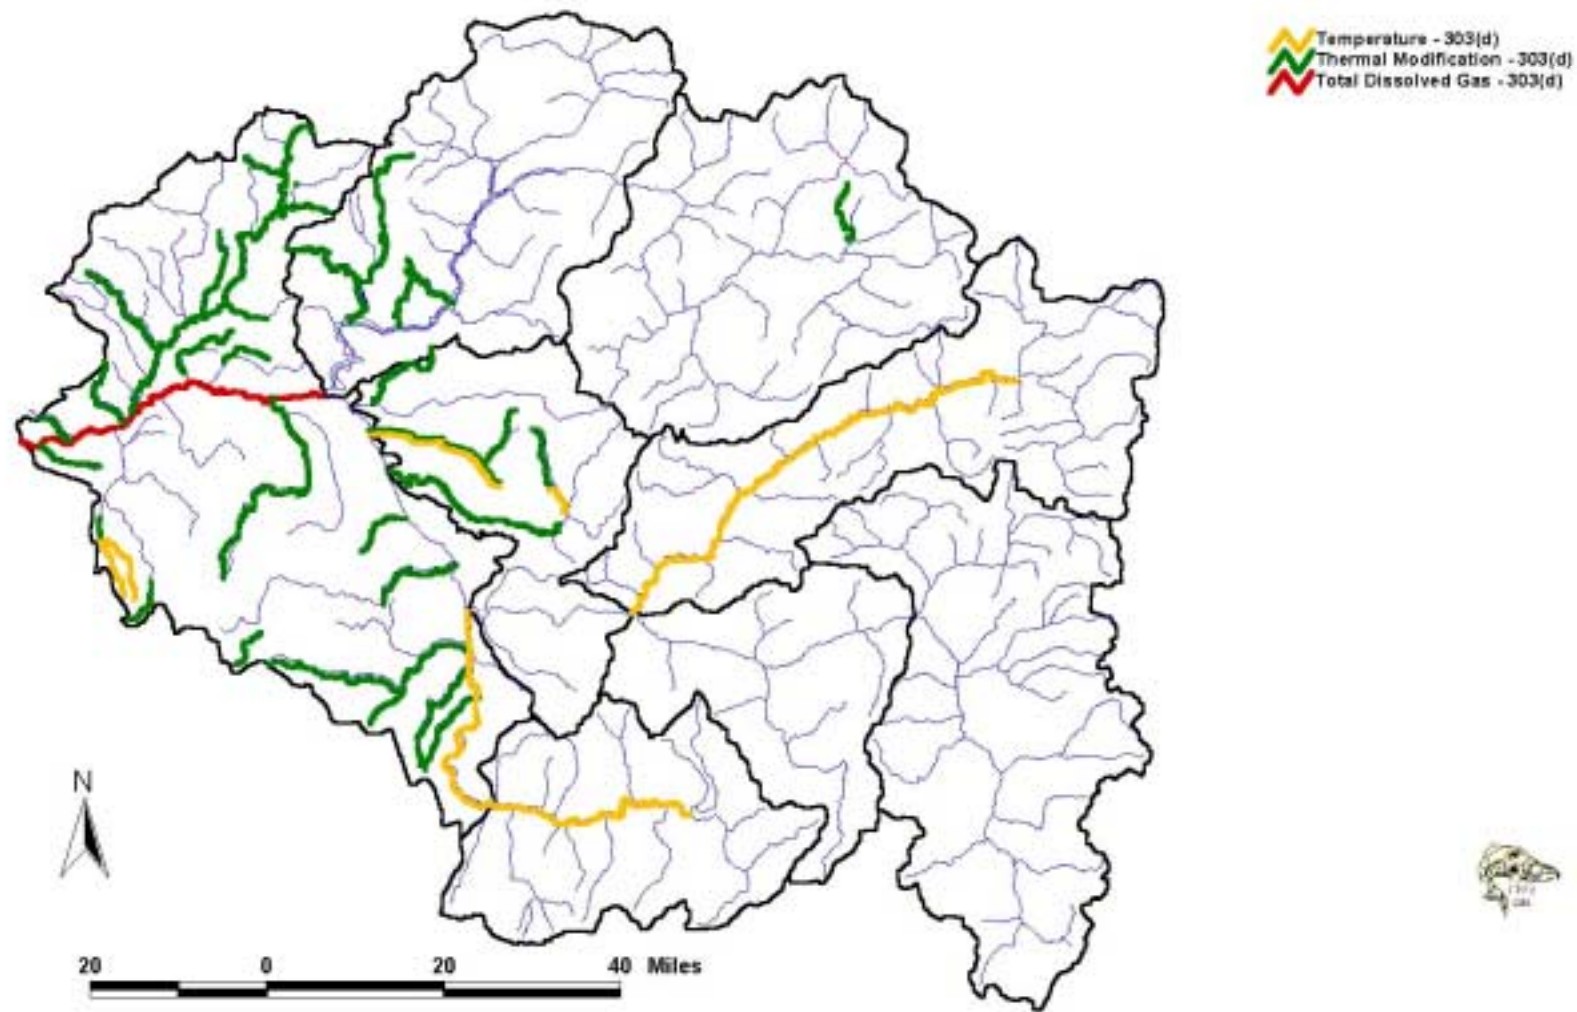 Temperature - 303(d)
Thermal Modification - 303(d)
Total Dissolved Gas - 303(d)
N
20 0 20 40 Miles